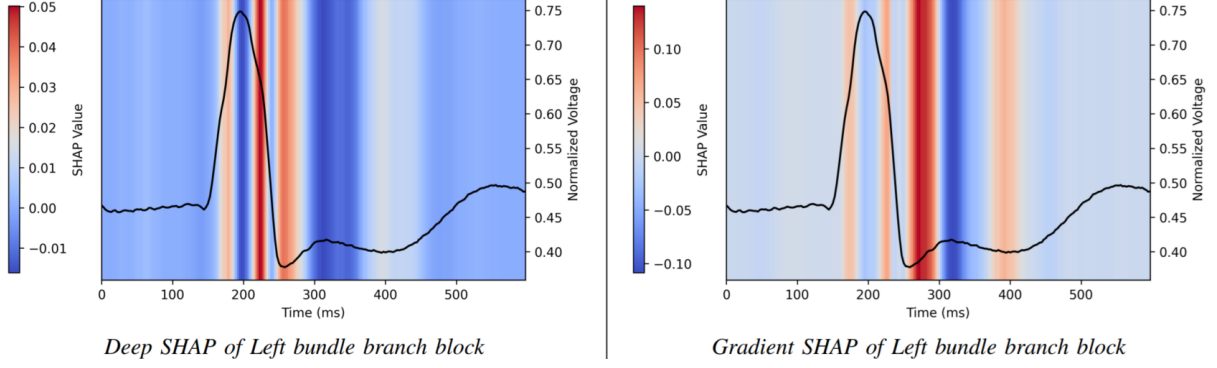 0.05
0.04
0.03
0.02
0.01
0.00
−0.01
SHAP Value
0.75
0.70
0.65
0.60
0.55
0.50
0.45
0.40
Normalized Voltage
0 100 200 300 400 500
Time (ms)
Deep SHAP of Left bundle branch block
0.10
0.05
0.00
−0.05
−0.10
SHAP Value
0.75
0.70
0.65
0.60
0.55
0.50
0.45
0.40
Normalized Voltage
0 100 200 300 400 500
Time (ms)
Gradient SHAP of Left bundle branch block